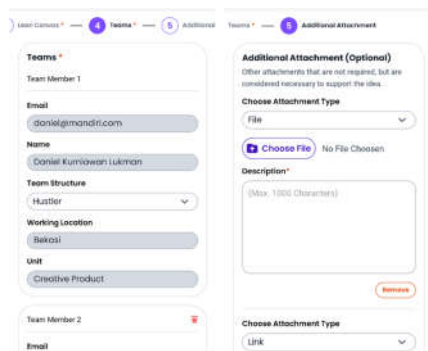 Lean Canvas * 4 Teams * 5 Additional
Teams *
Team Member 1
Email
daniel@mandiri.com
Name
Daniel Kurniawan Lukman
Team Structure
Hustler
Working Location
Bekasi
Unit
Creative Product
Team Member 2
Email
Teams * 5 Additional Attachment
Additional Attachment (Optional)
Other attachments that are not required, but are
considered necessary to support the idea.
Choose Attachment Type
File
Choose File No File Choosen
Description*
(Max. 1000 Characters)
Remove
Choose Attachment Type
Link